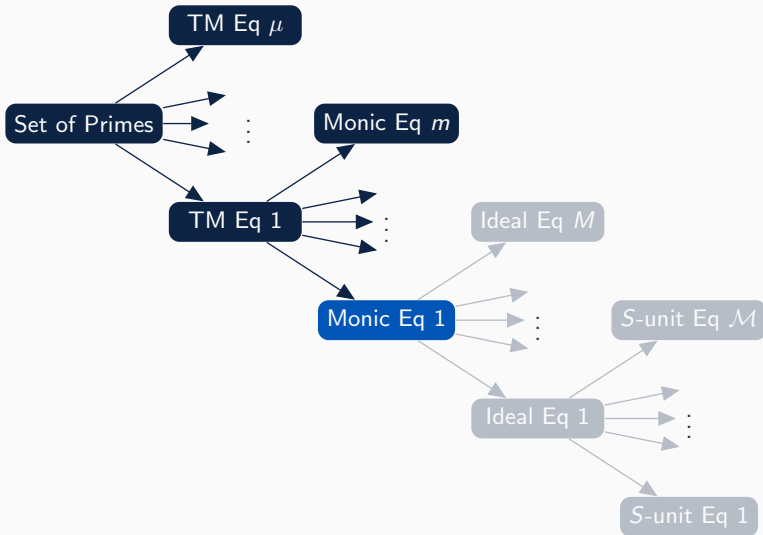 TM Eq μ
Set of Primes
⋮
Monic Eq m
TM Eq 1
⋮
Ideal Eq M
Monic Eq 1
⋮
S-unit Eq ℳ
Ideal Eq 1
⋮
S-unit Eq 1